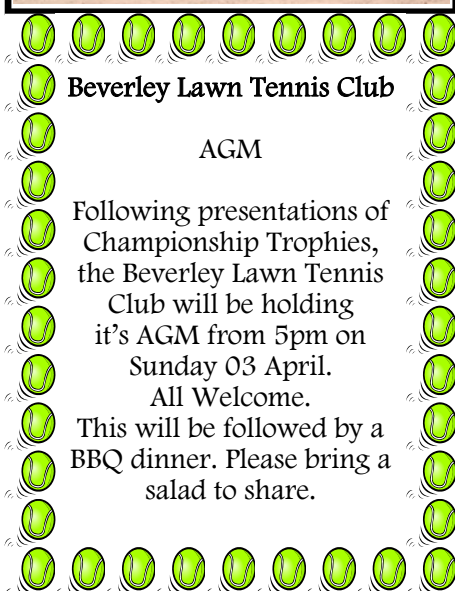 Beverley Lawn Tennis Club
AGM
Following presentations of
Championship Trophies,
the Beverley Lawn Tennis
Club will be holding
it's AGM from 5pm on
Sunday 03 April.
All Welcome.
This will be followed by a
BBQ dinner. Please bring a
salad to share.